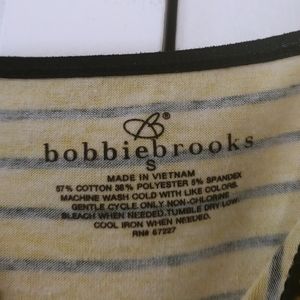 B®
bobbiebrooks
S
MADE IN VIETNAM
57% COTTON 38% POLYESTER 5% SPANDEX
MACHINE WASH COLD WITH LIKE COLORS.
GENTLE CYCLE.ONLY NON-CHLORINE
BLEACH WHEN NEEDED.TUMBLE DRY LOW.
COOL IRON WHEN NEEDED.
RN# 67227